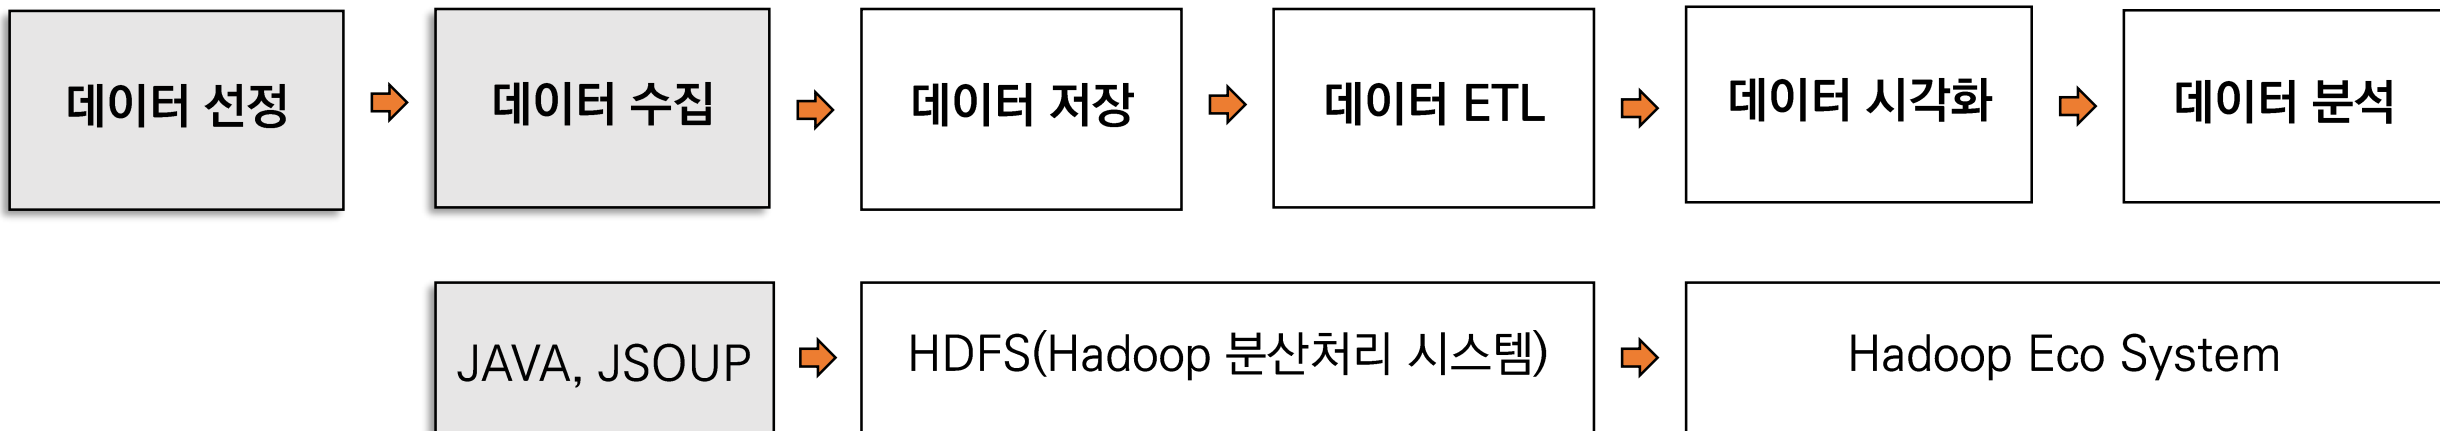 데이터 선정
데이터 수집
데이터 저장
데이터 ETL
데이터 시각화
데이터 분석
JAVA, JSOUP
HDFS(Hadoop 분산처리 시스템)
Hadoop Eco System